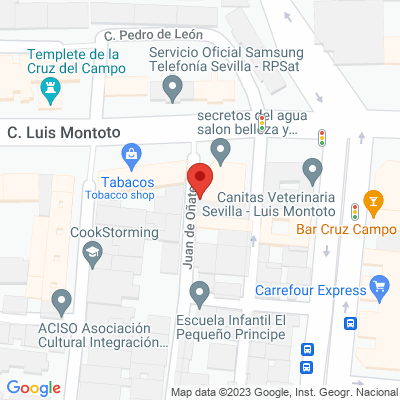 C. Pedro de León
Templete de la
Cruz del Campo
Servicio Oficial Samsung
Telefonía Sevilla - RPSat
secretos del agua
salon belleza y...
C. Luis Montoto
Tabacos
Tobacco shop
Juan de Oñate
Canitas Veterinaria
Sevilla - Luis Montoto
Bar Cruz Campo
CookStorming
Carrefour Express
ACISO Asociación
Cultural Integración...
Escuela Infantil El
Pequeño Principe
Google
Map data ©2023 Google, Inst. Geogr. Nacional